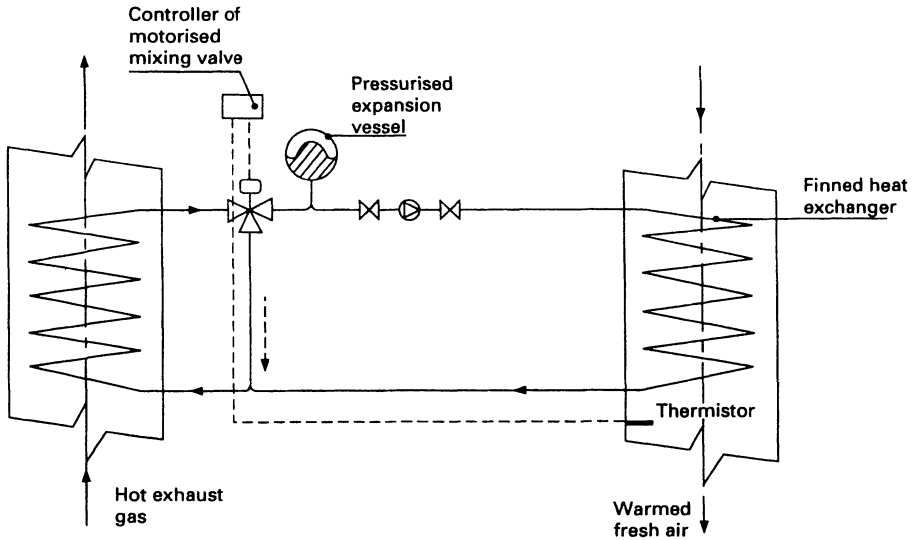 Controller of
motorised
mixing valve
Pressurised
expansion
vessel
Finned heat
exchanger
Thermistor
Hot exhaust
gas
Warmed
fresh air